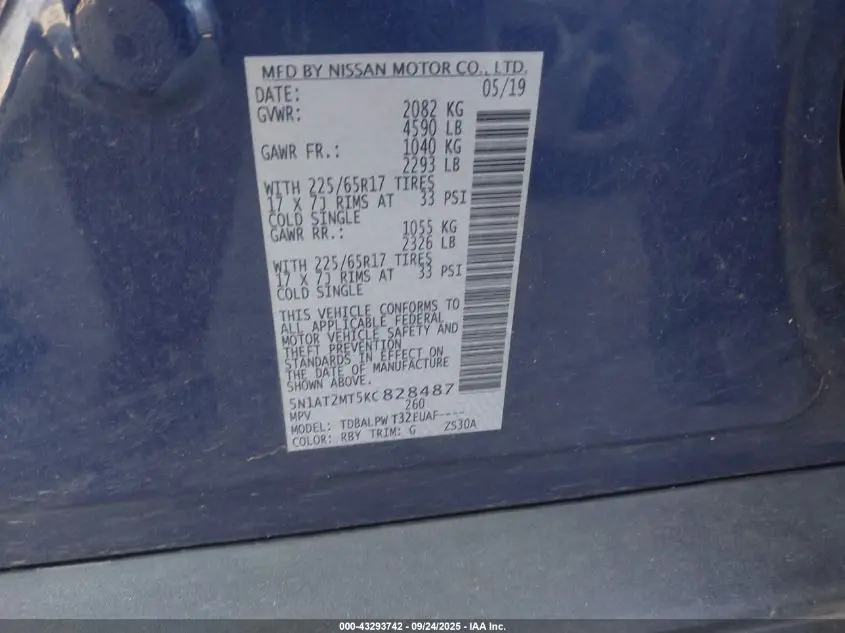 MFD BY NISSAN MOTOR CO., LTD.
DATE: 05/19
GVWR: 2082 KG
4590 LB
GAWR FR.: 1040 KG
2293 LB
WITH 225/65R17 TIRES
17 X 7J RIMS AT 33 PSI
COLD SINGLE
GAWR RR.: 1055 KG
2326 LB
WITH 225/65R17 TIRES
17 X 7J RIMS AT 33 PSI
COLD SINGLE
THIS VEHICLE CONFORMS TO
ALL APPLICABLE FEDERAL
MOTOR VEHICLE SAFETY AND
THEFT PREVENTION
STANDARDS IN EFFECT ON
THE DATE OF MANUFACTURE
SHOWN ABOVE.
5N1AT2MT5KC828487
MPV 260
MODEL: TDBALPW T32EUAF----
COLOR: RBY TRIM: G ZS30A
000-43293742 - 09/24/2025 - IAA Inc.